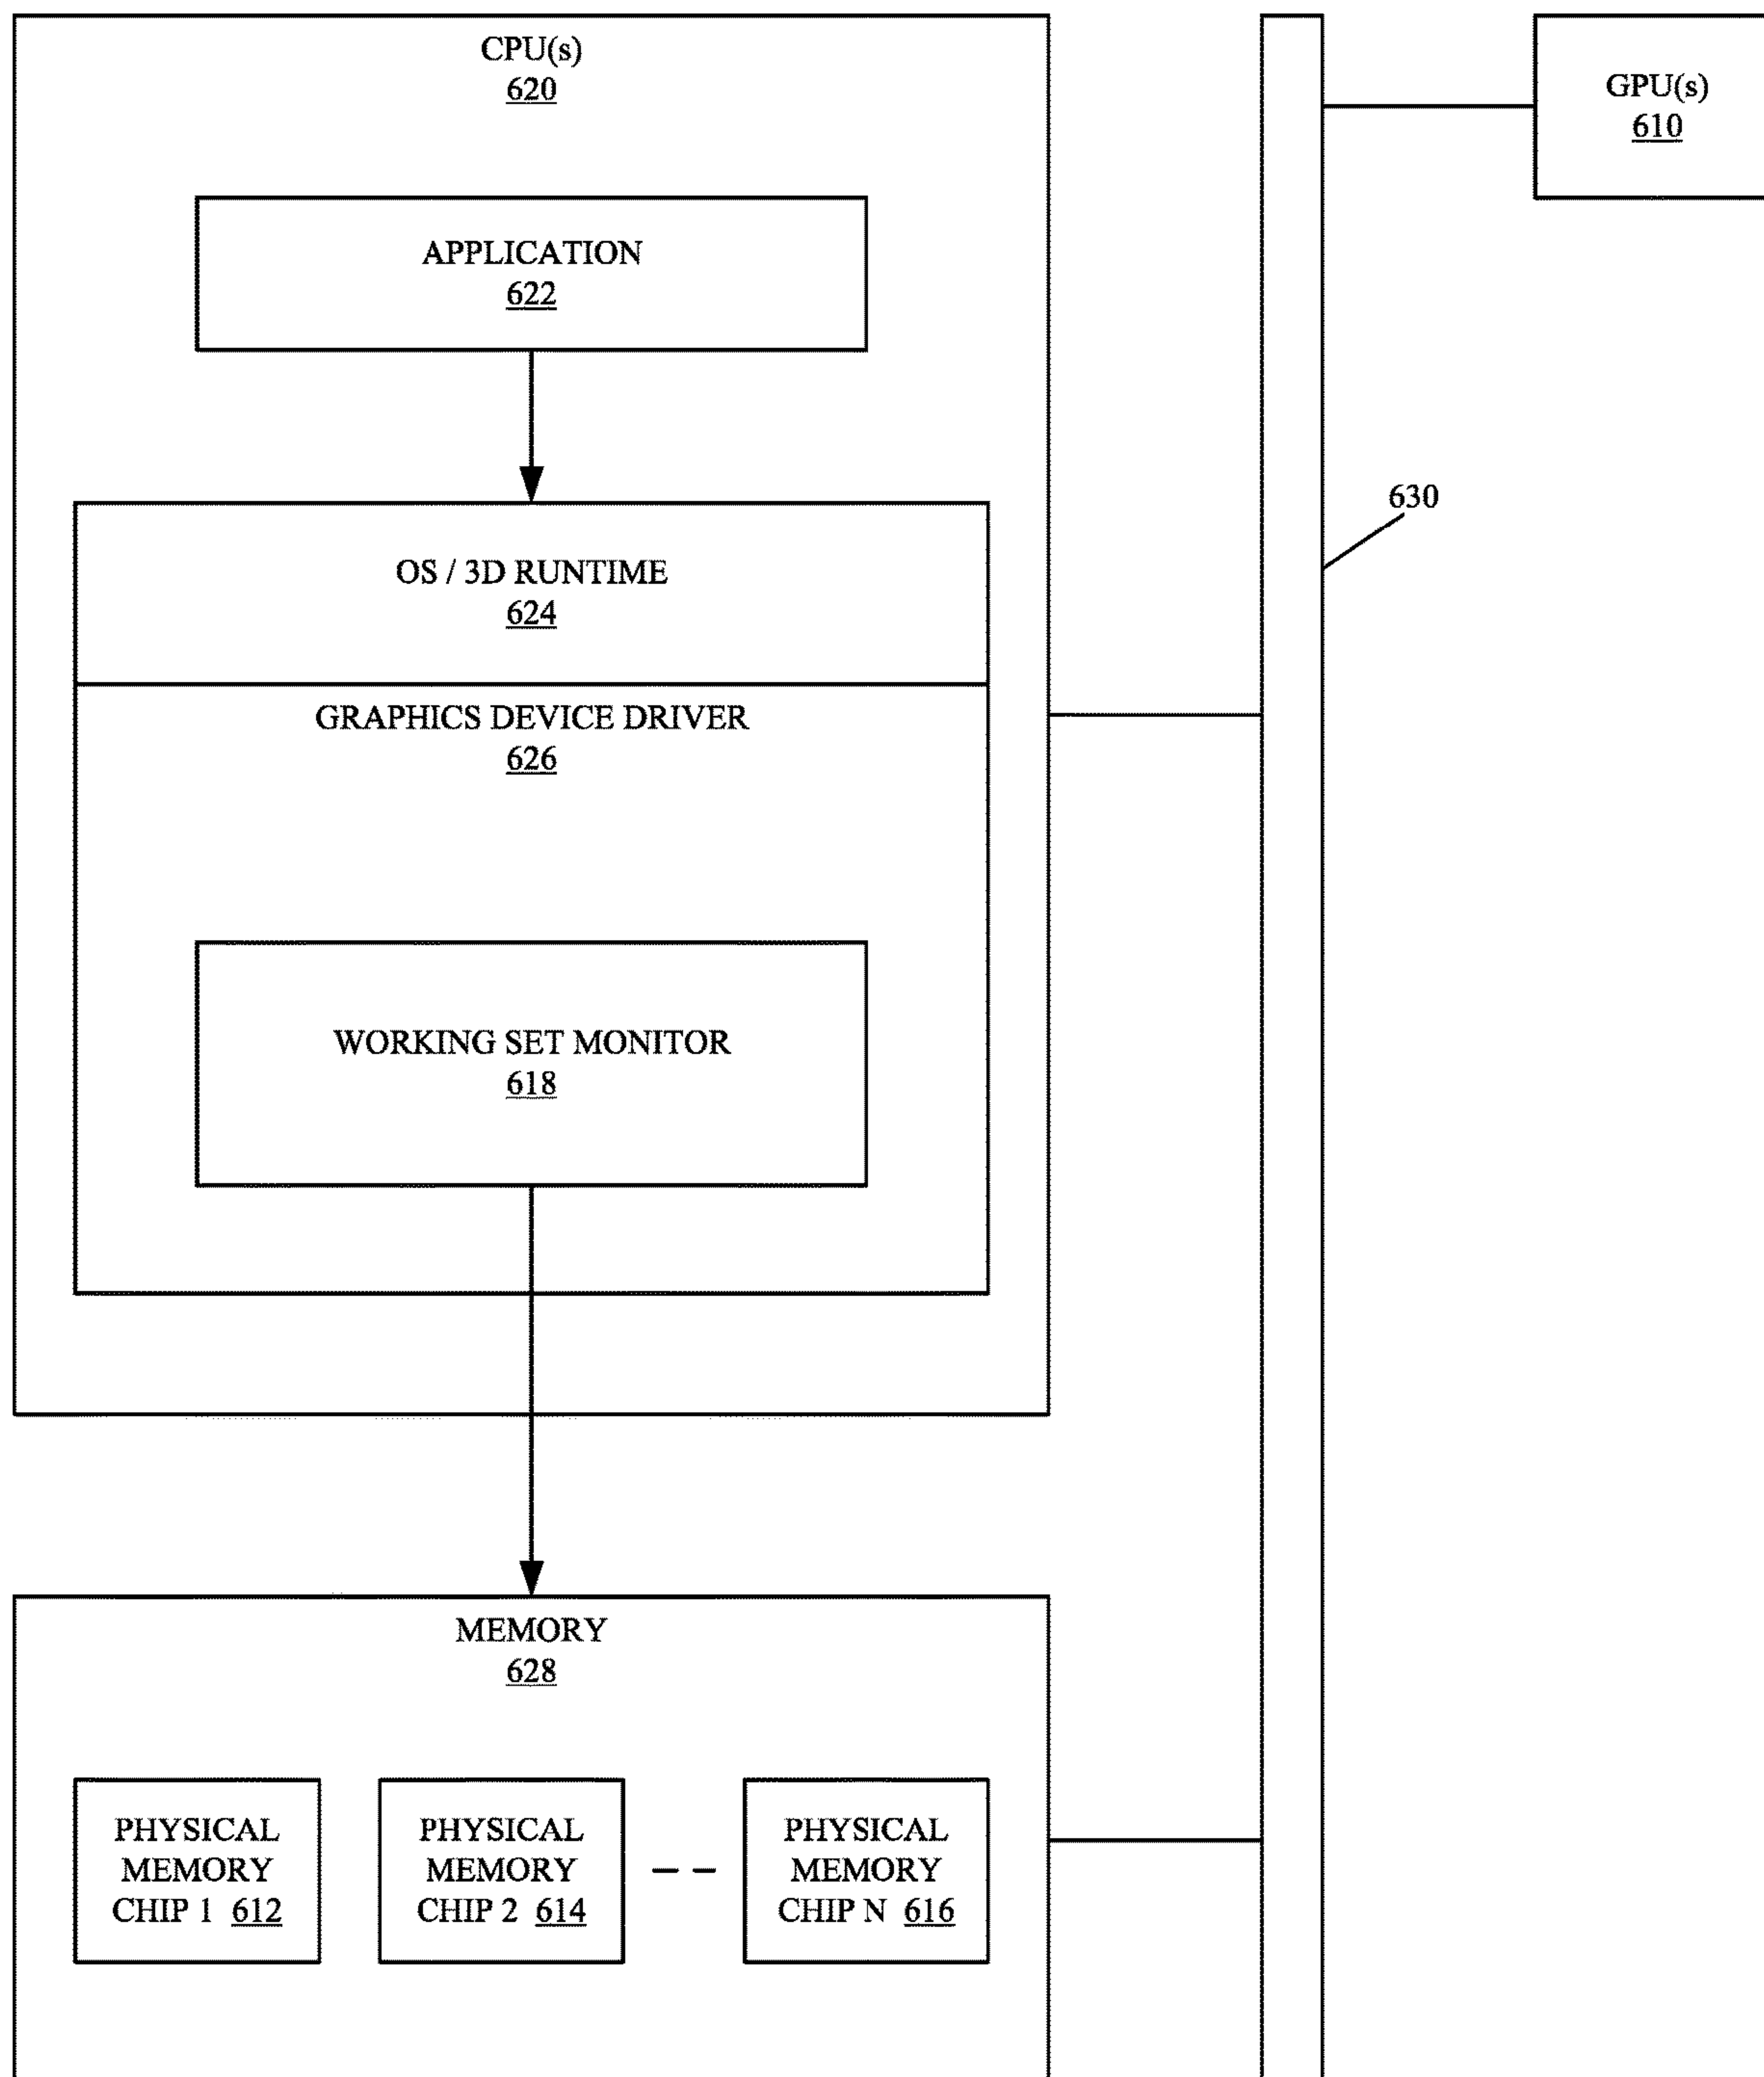 CPU(s)
620
GPU(s)
610
APPLICATION
622
630
OS / 3D RUNTIME
624
GRAPHICS DEVICE DRIVER
626
WORKING SET MONITOR
618
MEMORY
628
PHYSICAL
MEMORY
CHIP 1 612
PHYSICAL
MEMORY
CHIP 2 614
PHYSICAL
MEMORY
CHIP N 616